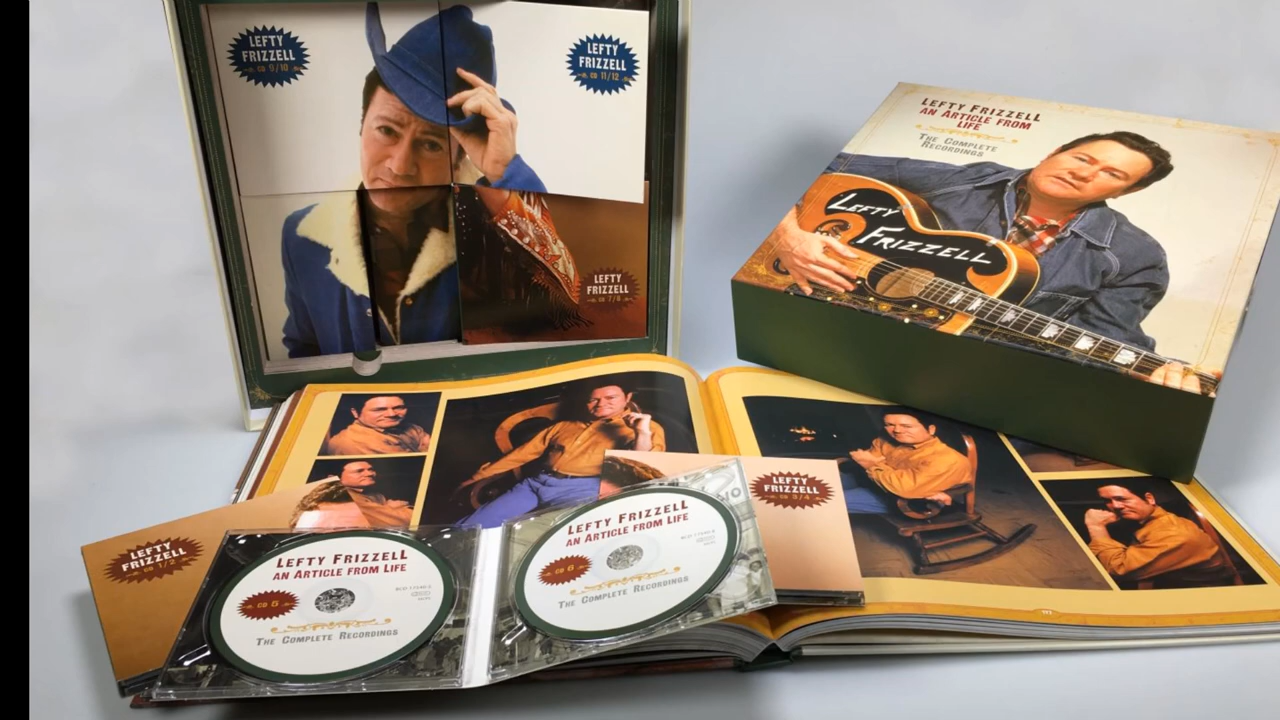 LEFTY
FRIZZELL
CD 9/10
LEFTY
FRIZZELL
CD 11/12
LEFTY
FRIZZELL
CD 7/8
LEFTY FRIZZELL
AN ARTICLE FROM
LIFE
THE COMPLETE
RECORDINGS
LEFTY
FRIZZELL
LEFTY
FRIZZELL
CD 1/2
LEFTY
FRIZZELL
CD 3/4
LEFTY FRIZZELL
AN ARTICLE FROM LIFE
CD 5
THE COMPLETE RECORDINGS
LEFTY FRIZZELL
AN ARTICLE FROM LIFE
CD 6
THE COMPLETE RECORDINGS